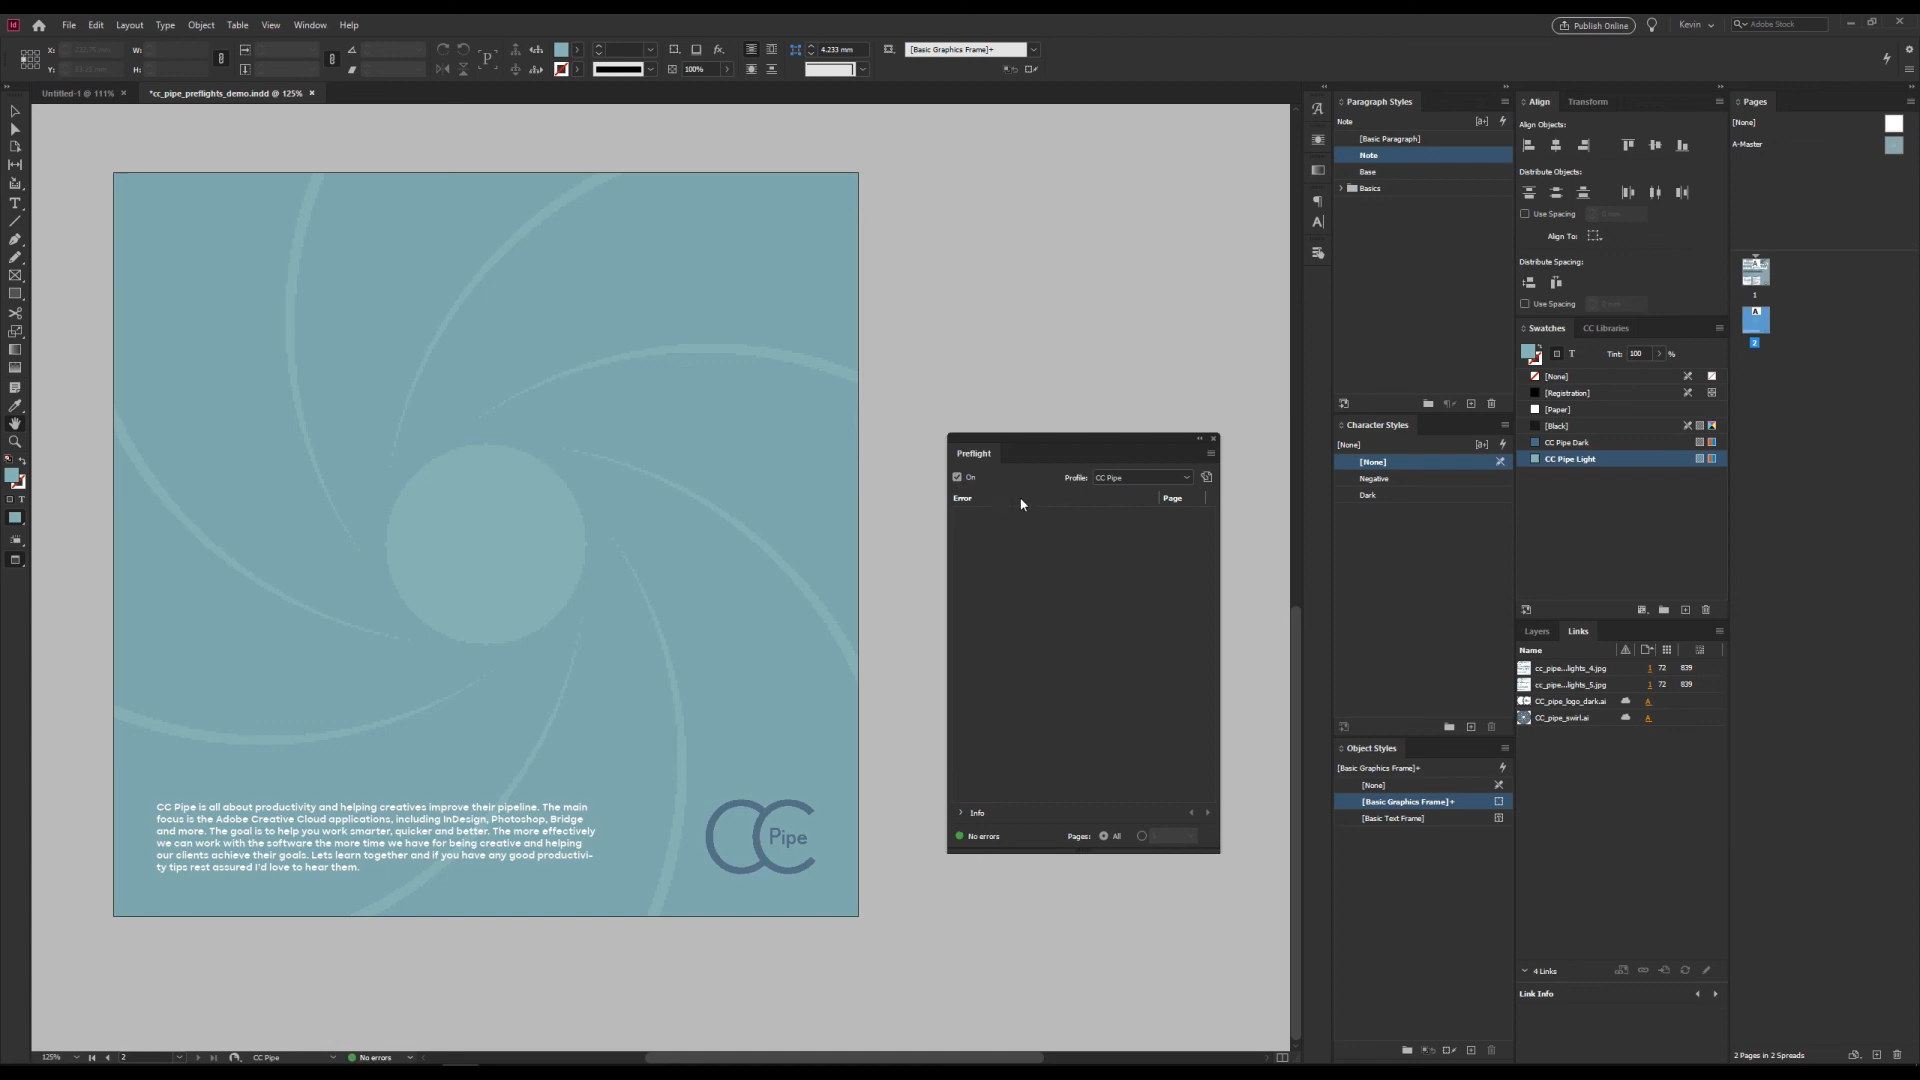 File Edit Layout Type Object Table View Window Help
Publish Online
Kevin
Adobe Stock
X:
W:
Y:
H:
P
fx.
100%
4.233 mm
[Basic Graphics Frame]+
Untitled-1 @ 111%
*cc_pipe_preflights_demo.indd @ 125%
CC Pipe is all about productivity and helping creatives improve their pipeline. The main
focus is the Adobe Creative Cloud applications, including InDesign, Photoshop, Bridge
and more. The goal is to help you work smarter, quicker and better. The more effectively
we can work with the software the more time we have for being creative and helping
our clients achieve their goals. Lets learn together and if you have any good productivi-
ty tips rest assured I'd love to hear them.
CC Pipe
Preflight
On
Profile: CC Pipe
Error Page
Info
No errors
Pages: All
125%
2
CC Pipe
No errors
Paragraph Styles
Note
[Basic Paragraph]
Note
Base
Basics
Character Styles
[None]
[None]
Negative
Dark
Object Styles
[Basic Graphics Frame]+
[None]
[Basic Graphics Frame]+
[Basic Text Frame]
Align Transform
Align Objects:
Distribute Objects:
Use Spacing
Align To:
Distribute Spacing:
Use Spacing
Swatches CC Libraries
Tint: 100 %
[None]
[Registration]
[Paper]
[Black]
CC Pipe Dark
CC Pipe Light
Layers Links
Name
cc_pipe...lights_4.jpg 1 72 839
cc_pipe...lights_5.jpg 1 72 839
CC_pipe_logo_dark.ai A
CC_pipe_swirl.ai A
4 Links
Link Info
Pages
[None]
A-Master
A
1
A
2
2 Pages in 2 Spreads